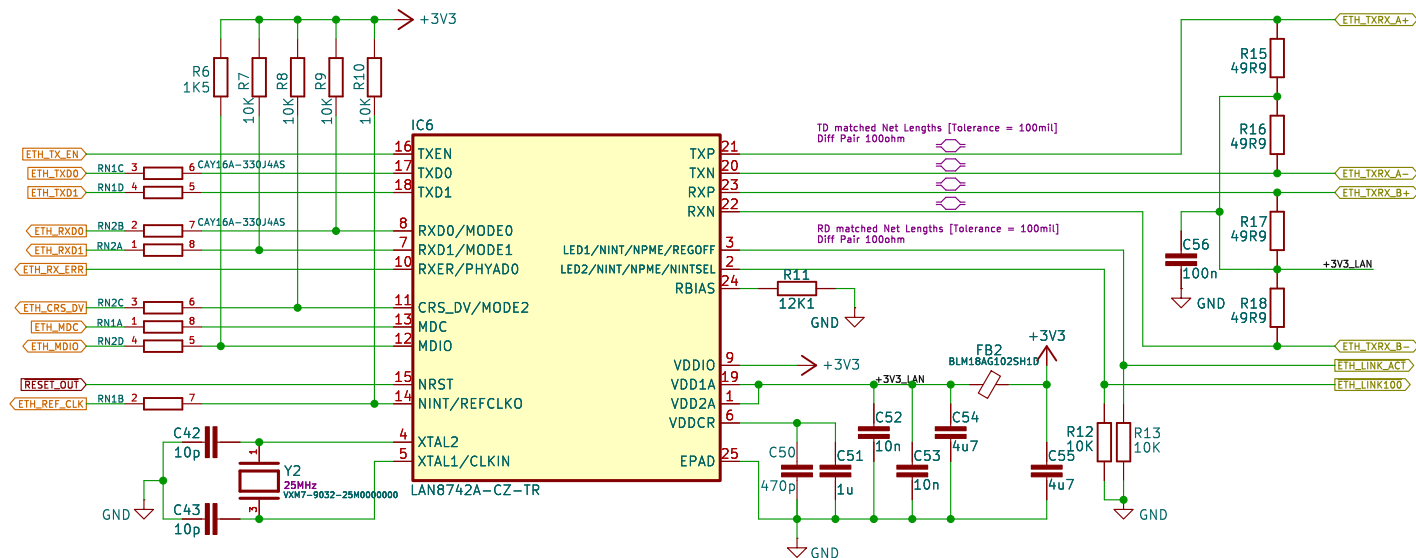 +3V3
R6
1K5
R7
10K
R8
10K
R9
10K
R10
10K
IC6
ETH_TX_EN
16
TXEN
ETH_TXD0
RN1C
3
6
CAY16A-330J4AS
17
TXD0
ETH_TXD1
RN1D
4
5
18
TXD1
ETH_RXD0
RN2B
2
7
CAY16A-330J4AS
8
RXD0/MODE0
ETH_RXD1
RN2A
1
8
7
RXD1/MODE1
ETH_RX_ERR
10
RXER/PHYAD0
ETH_CRS_DV
RN2C
3
6
11
CRS_DV/MODE2
ETH_MDC
RN1A
1
8
13
MDC
ETH_MDIO
RN2D
4
5
12
MDIO
RESET_OUT
15
NRST
ETH_REF_CLK
RN1B
2
7
14
NINT/REFCLKO
C42
10p
4
XTAL2
5
XTAL1/CLKIN
1
Y2
25MHz
VXM7-9032-25M0000000
3
C43
10p
GND
LAN8742A-CZ-TR
TXP
21
TXN
20
RXP
23
RXN
22
LED1/NINT/NPME/REGOFF
3
LED2/NINT/NPME/NINTSEL
2
RBIAS
24
VDDIO
9
VDD1A
19
VDD2A
1
VDDCR
6
EPAD
25
TD matched Net Lengths [Tolerance = 100mil]
Diff Pair 100ohm
RD matched Net Lengths [Tolerance = 100mil]
Diff Pair 100ohm
R11
12K1
GND
+3V3
+3V3_LAN
FB2
BLM18AG102SH1D
+3V3
C50
470p
C51
1u
C52
10n
C53
10n
C54
4u7
C55
4u7
GND
R12
10K
R13
10K
GND
C56
100n
GND
R15
49R9
R16
49R9
R17
49R9
R18
49R9
+3V3_LAN
ETH_TXRX_A+
ETH_TXRX_A-
ETH_TXRX_B+
ETH_TXRX_B-
ETH_LINK_ACT
ETH_LINK100